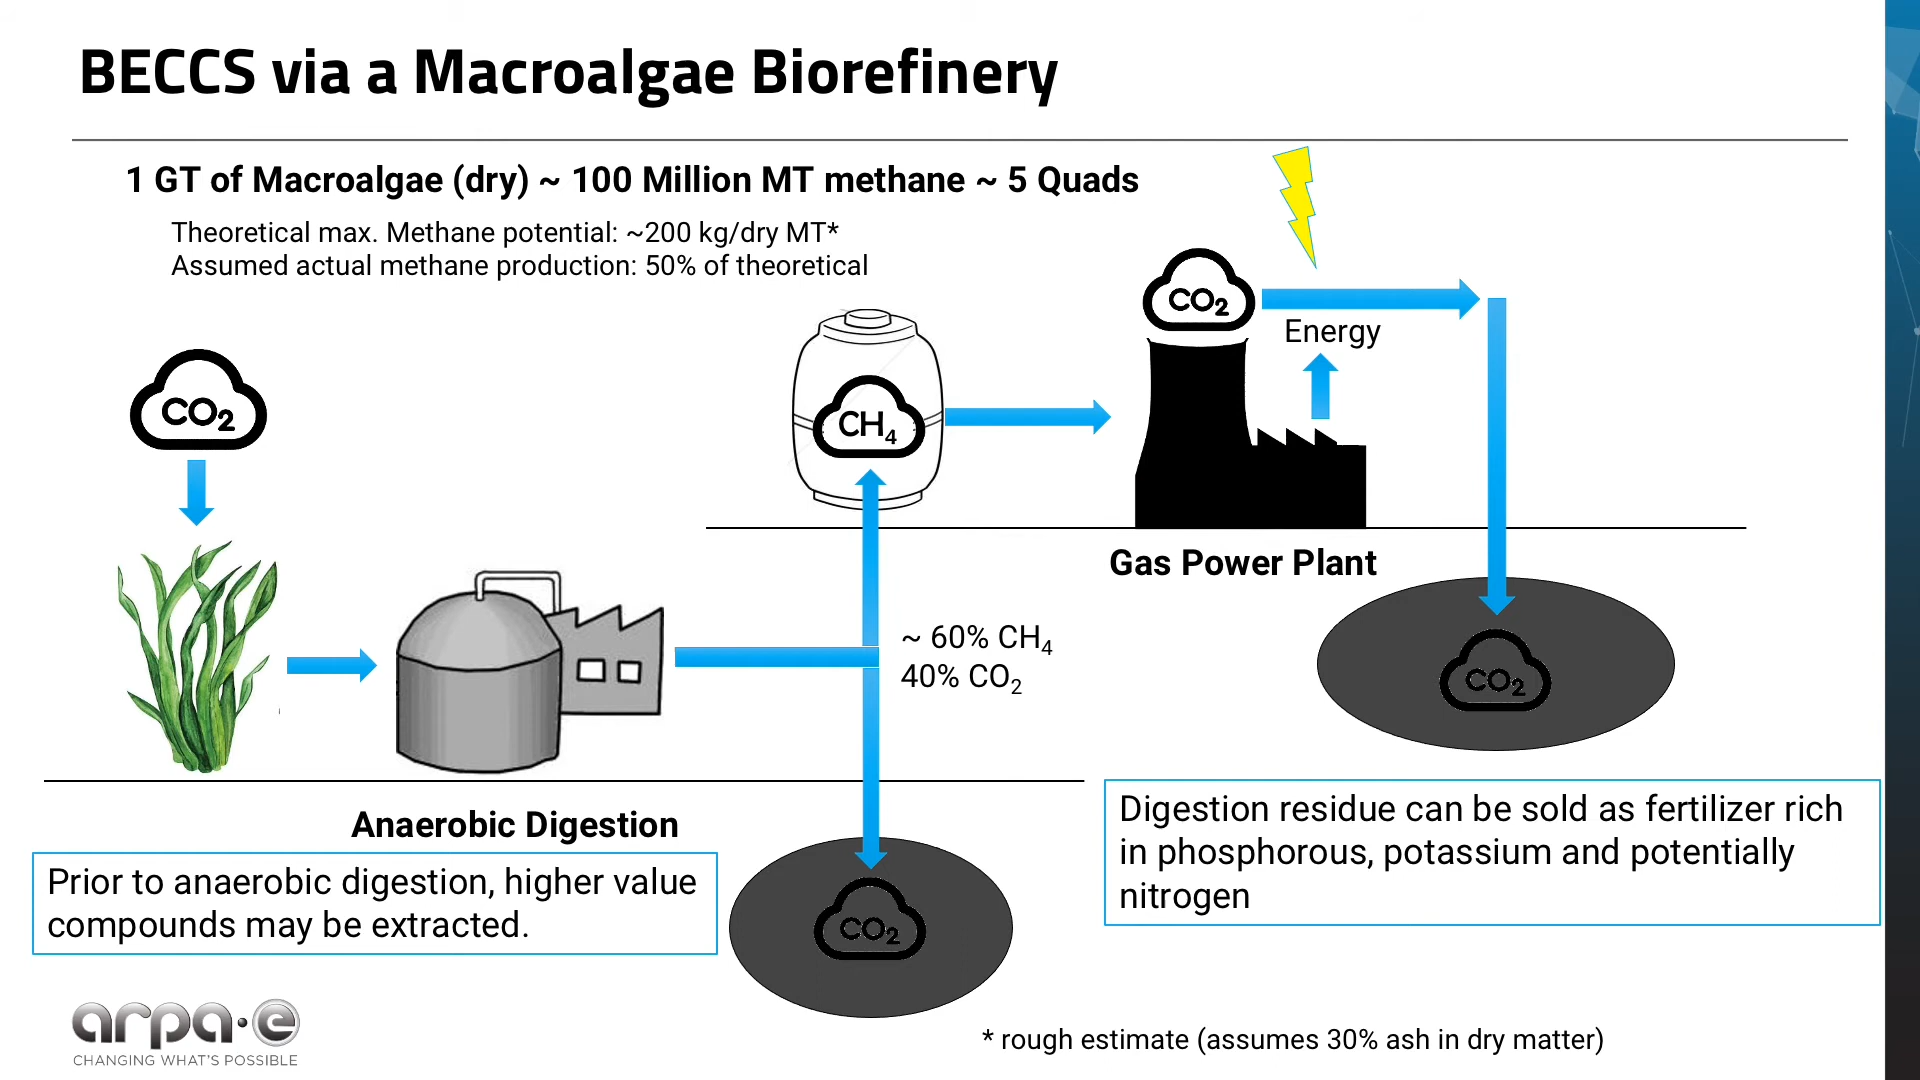 BECCS via a Macroalgae Biorefinery
1 GT of Macroalgae (dry) ~ 100 Million MT methane ~ 5 Quads
Theoretical max. Methane potential: ~200 kg/dry MT*
Assumed actual methane production: 50% of theoretical
CO2
CH4
CO2
Energy
Gas Power Plant
~ 60% CH4
40% CO2
CO2
Anaerobic Digestion
Prior to anaerobic digestion, higher value
compounds may be extracted.
CO2
Digestion residue can be sold as fertilizer rich
in phosphorous, potassium and potentially
nitrogen
arpa·e
CHANGING WHAT'S POSSIBLE
* rough estimate (assumes 30% ash in dry matter)